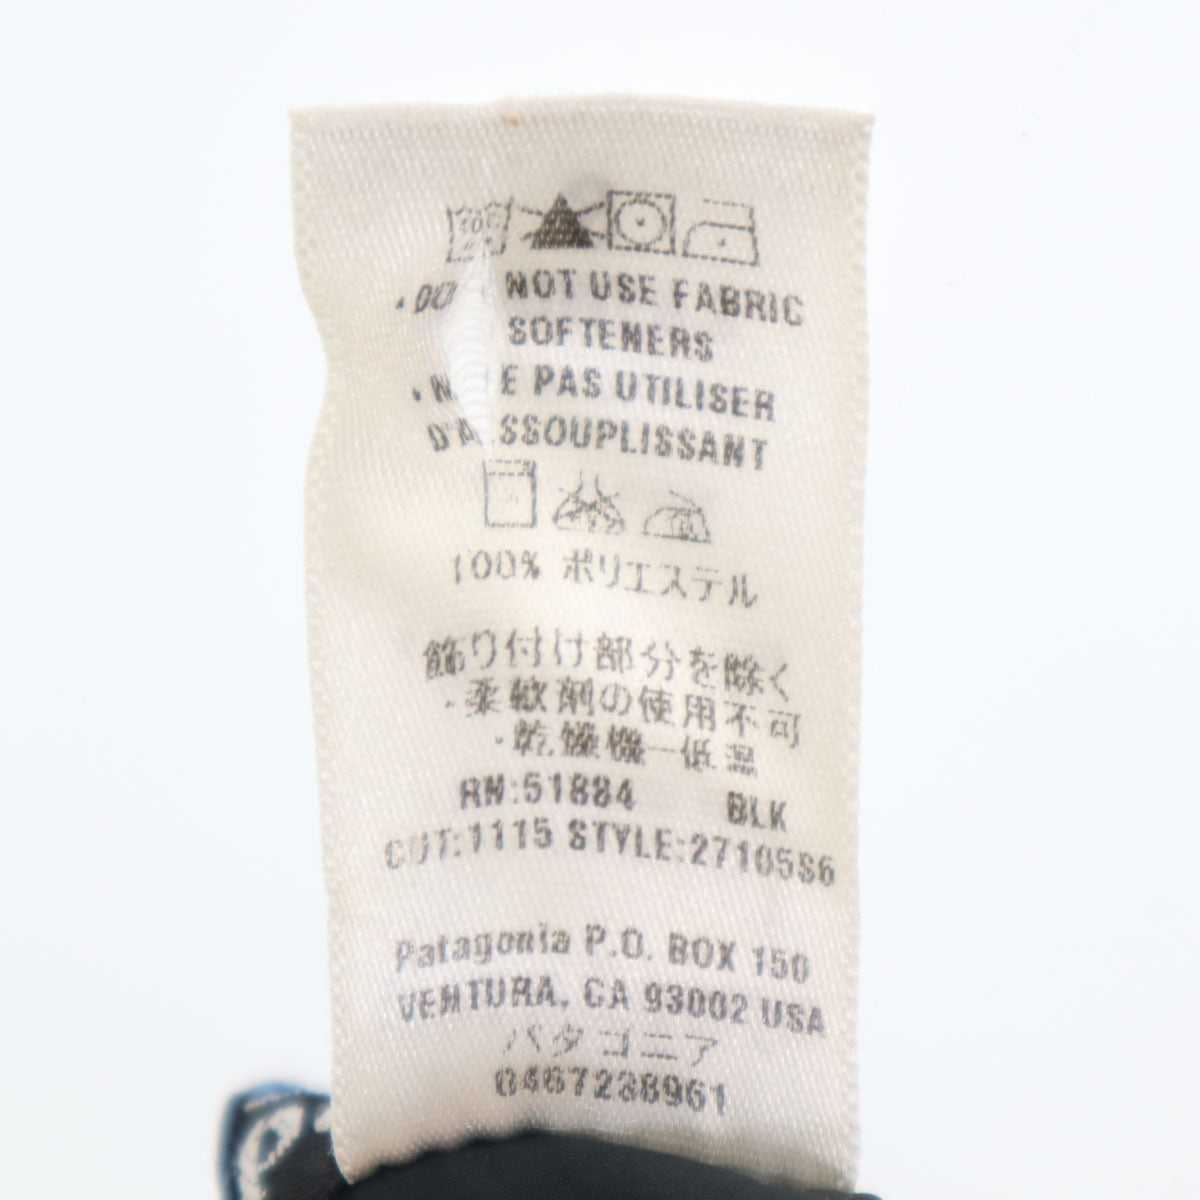 NOT USE FABRIC
SOFTENERS
PAS UTILISER
100% ポリエステル
飾り付け部分を除く
・柔軟剤の使用不可
・乾燥機ー低温
RN:51884 BLK
CUT:1115 STYLE:27105S6
Patagonia P.O. BOX 150
VENTURA, CA 93002 USA
パタゴニア
0467238961